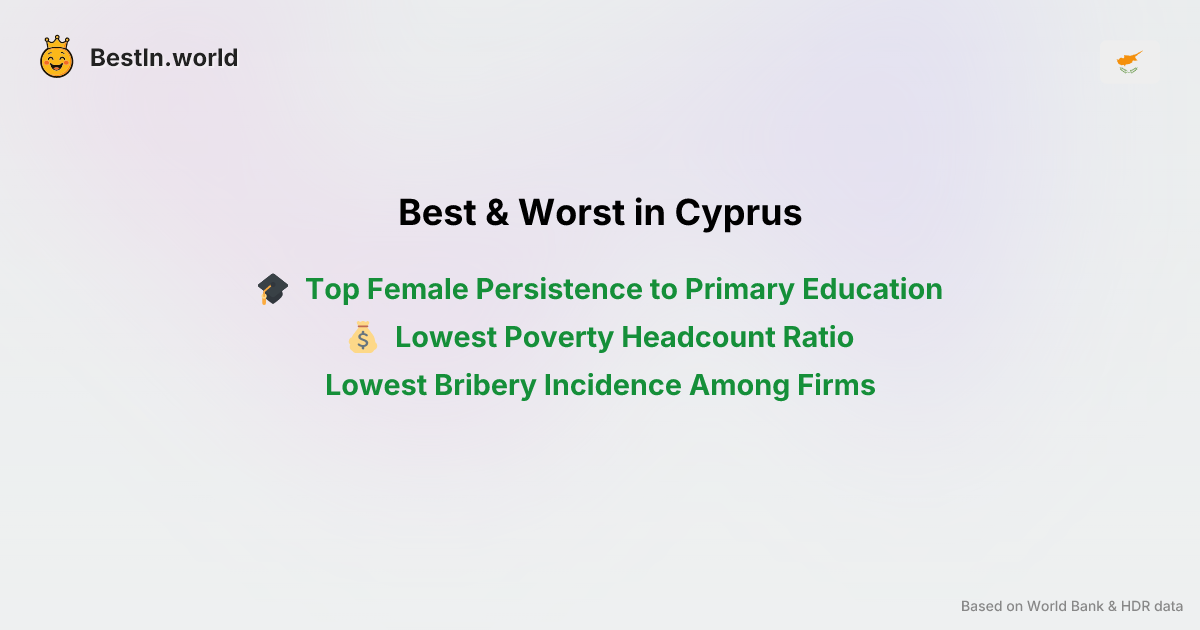 BestIn.world
Best & Worst in Cyprus
Top Female Persistence to Primary Education
Lowest Poverty Headcount Ratio
Lowest Bribery Incidence Among Firms
Based on World Bank & HDR data